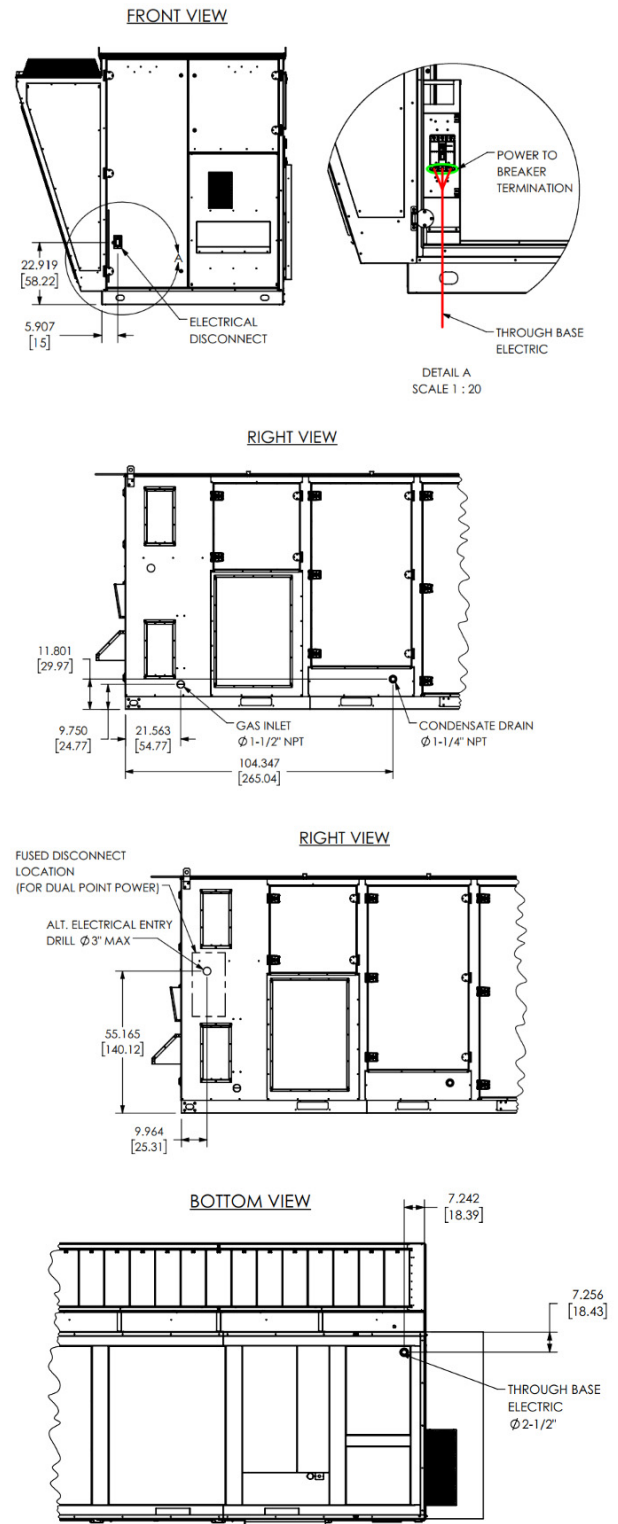 FRONT VIEW
POWER TO
BREAKER
TERMINATION
A
22.919
[58.22]
5.907
[15]
ELECTRICAL
DISCONNECT
THROUGH BASE
ELECTRIC
DETAIL A
SCALE 1 : 20
RIGHT VIEW
11.801
[29.97]
9.750
[24.77]
21.563
[54.77]
GAS INLET
Ø 1-1/2" NPT
CONDENSATE DRAIN
Ø 1-1/4" NPT
104.347
[265.04]
RIGHT VIEW
FUSED DISCONNECT
LOCATION
(FOR DUAL POINT POWER)
ALT. ELECTRICAL ENTRY
DRILL Ø 3" MAX
55.165
[140.12]
9.964
[25.31]
BOTTOM VIEW
7.242
[18.39]
7.256
[18.43]
THROUGH BASE
ELECTRIC
Ø 2-1/2"